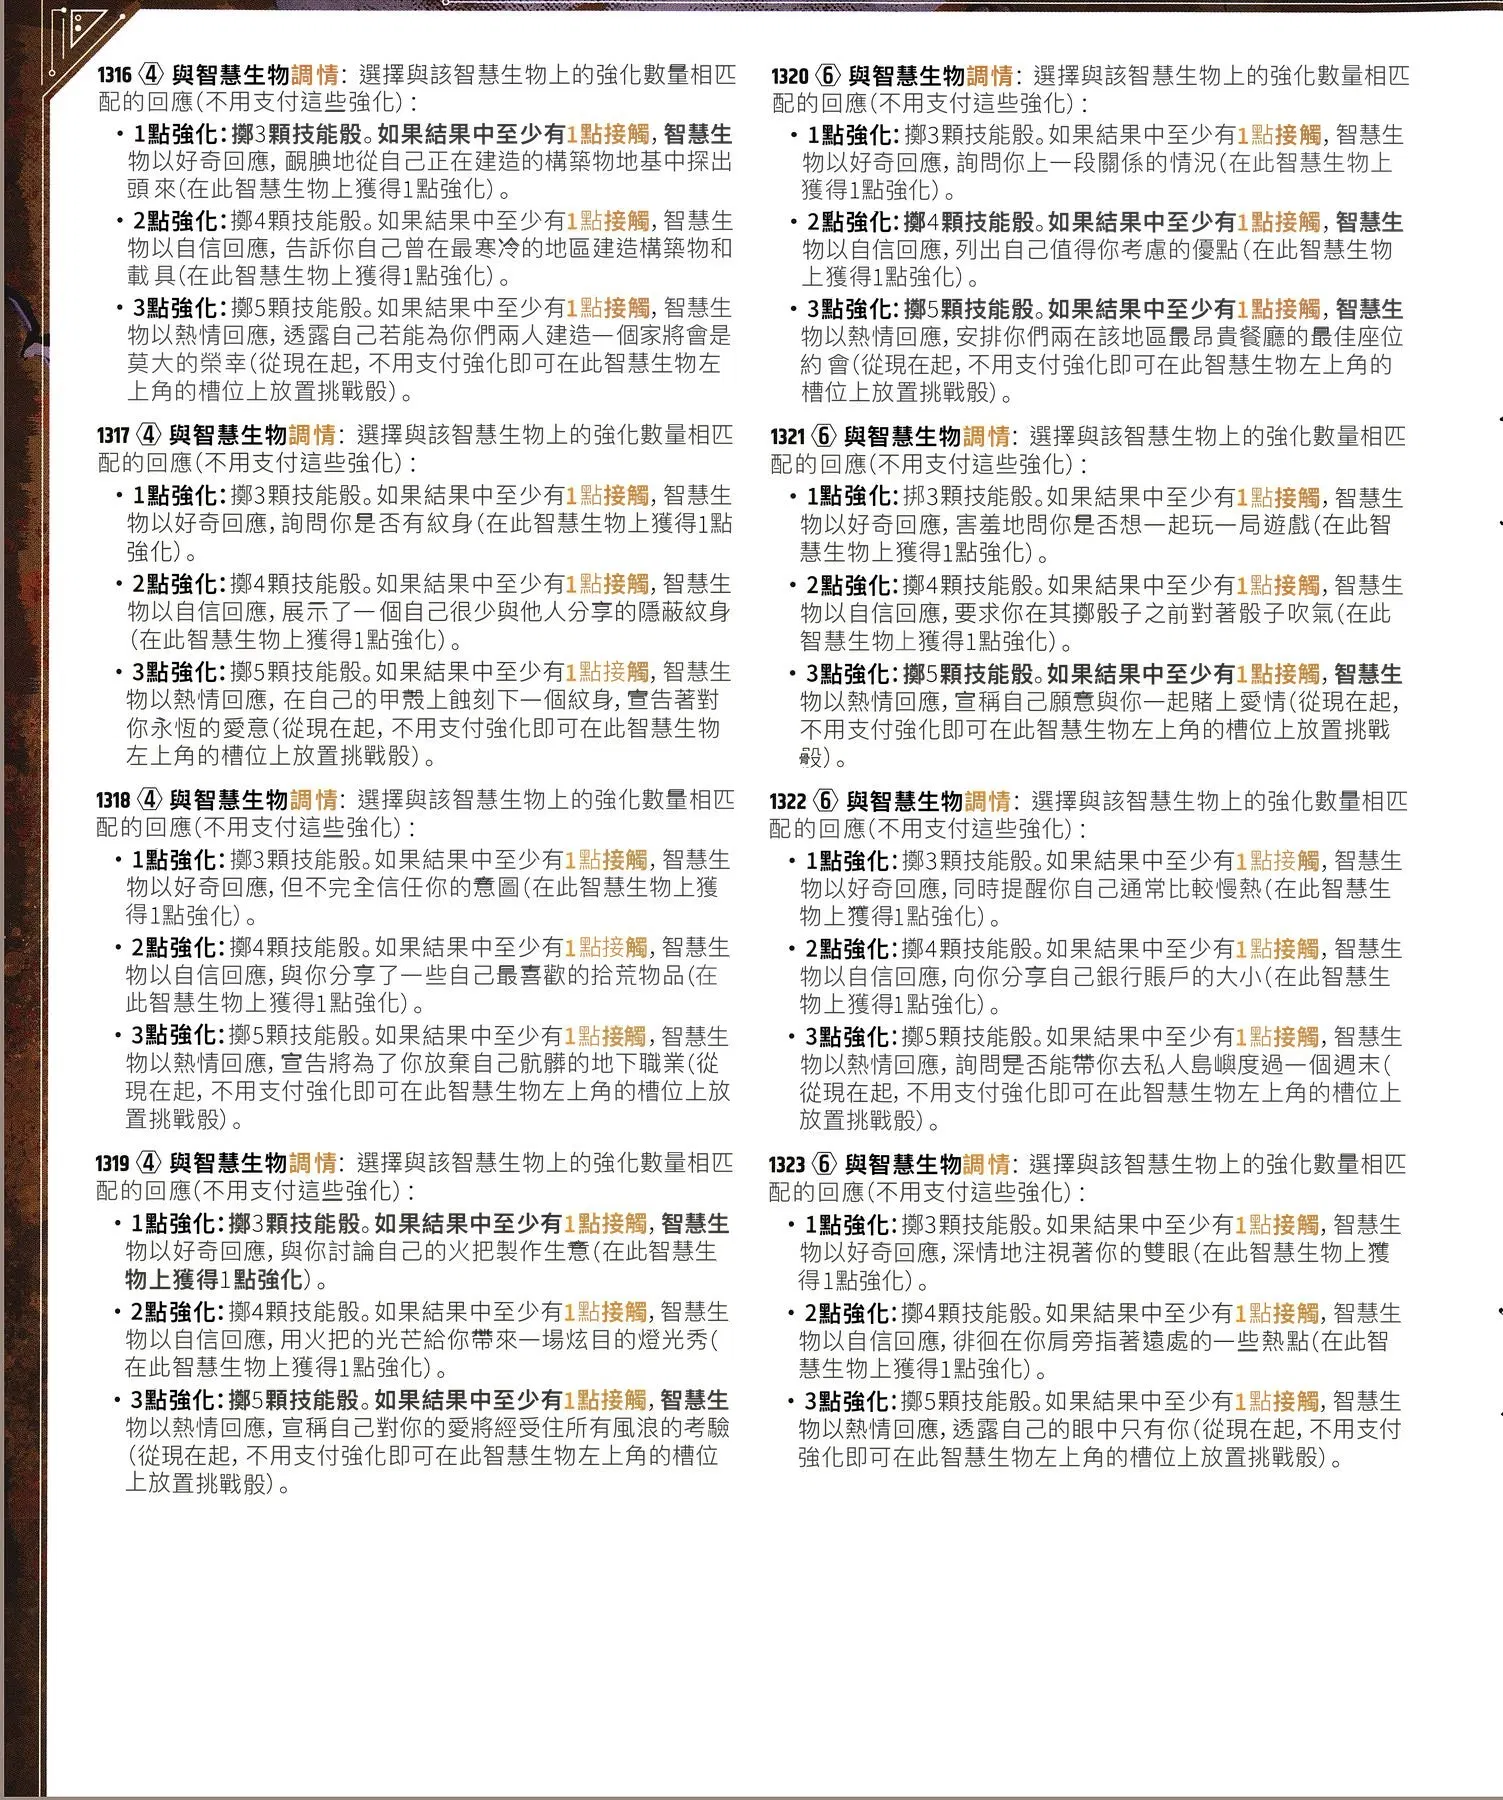 1316 4 與智慧生物調情：選擇與該智慧生物上的強化數量相匹
配的回應(不用支付這些強化)：
・1點強化：擲3顆技能骰。如果結果中至少有1點接觸，智慧生
物以好奇回應，靦腆地從自己正在建造的構築物地基中探出
頭 來(在此智慧生物上獲得1點強化)。
・2點強化：擲4顆技能骰。如果結果中至少有1點接觸，智慧生
物以自信回應，告訴你自己曾在最寒冷的地區建造構築物和
載 具(在此智慧生物上獲得1點強化)。
・3點強化：擲5顆技能骰。如果結果中至少有1點接觸，智慧生
物以熱情回應，透露自己若能為你們兩人建造一個家將會是
莫大的榮幸(從現在起，不用支付強化即可在此智慧生物左
上角的槽位上放置挑戰骰)。
1317 4 與智慧生物調情：選擇與該智慧生物上的強化數量相匹
配的回應(不用支付這些強化)：
・1點強化：擲3顆技能骰。如果結果中至少有1點接觸，智慧生
物以好奇回應，詢問你是否有紋身(在此智慧生物上獲得1點
強化)。
・2點強化：擲4顆技能骰。如果結果中至少有1點接觸，智慧生
物以自信回應，展示了一個自己很少與他人分享的隱蔽紋身
(在此智慧生物上獲得1點強化)。
・3點強化：擲5顆技能骰。如果結果中至少有1點接觸，智慧生
物以熱情回應，在自己的甲殼上蝕刻下一個紋身，宣告著對
你永恆的愛意(從現在起，不用支付強化即可在此智慧生物
左上角的槽位上放置挑戰骰)。
1318 4 與智慧生物調情：選擇與該智慧生物上的強化數量相匹
配的回應(不用支付這些強化)：
・1點強化：擲3顆技能骰。如果結果中至少有1點接觸，智慧生
物以好奇回應，但不完全信任你的意圖(在此智慧生物上獲
得1點強化)。
・2點強化：擲4顆技能骰。如果結果中至少有1點接觸，智慧生
物以自信回應，與你分享了一些自己最喜歡的拾荒物品(在
此智慧生物上獲得1點強化)。
・3點強化：擲5顆技能骰。如果結果中至少有1點接觸，智慧生
物以熱情回應，宣告將為了你放棄自己骯髒的地下職業(從
現在起，不用支付強化即可在此智慧生物左上角的槽位上放
置挑戰骰)。
1319 4 與智慧生物調情：選擇與該智慧生物上的強化數量相匹
配的回應(不用支付這些強化)：
・1點強化：擲3顆技能骰。如果結果中至少有1點接觸，智慧生
物以好奇回應，與你討論自己的火把製作生意(在此智慧生
物上獲得1點強化)。
・2點強化：擲4顆技能骰。如果結果中至少有1點接觸，智慧生
物以自信回應，用火把的光芒給你帶來一場炫目的燈光秀(
在此智慧生物上獲得1點強化)。
・3點強化：擲5顆技能骰。如果結果中至少有1點接觸，智慧生
物以熱情回應，宣稱自己對你的愛將經受住所有風浪的考驗
(從現在起，不用支付強化即可在此智慧生物左上角的槽位
上放置挑戰骰)。
1320 6 與智慧生物調情：選擇與該智慧生物上的強化數量相匹
配的回應(不用支付這些強化)：
・1點強化：擲3顆技能骰。如果結果中至少有1點接觸，智慧生
物以好奇回應，詢問你上一段關係的情況(在此智慧生物上
獲得1點強化)。
・2點強化：擲4顆技能骰。如果結果中至少有1點接觸，智慧生
物以自信回應，列出自己值得你考慮的優點(在此智慧生物
上獲得1點強化)。
・3點強化：擲5顆技能骰。如果結果中至少有1點接觸，智慧生
物以熱情回應，安排你們兩在該地區最昂貴餐廳的最佳座位
約 會(從現在起，不用支付強化即可在此智慧生物左上角的
槽位上放置挑戰骰)。
1321 6 與智慧生物調情：選擇與該智慧生物上的強化數量相匹
配的回應(不用支付這些強化)：
・1點強化：擲3顆技能骰。如果結果中至少有1點接觸，智慧生
物以好奇回應，害羞地問你是否想一起玩一局遊戲(在此智
慧生物上獲得1點強化)。
・2點強化：擲4顆技能骰。如果結果中至少有1點接觸，智慧生
物以自信回應，要求你在其擲骰子之前對著骰子吹氣(在此
智慧生物上獲得1點強化)。
・3點強化：擲5顆技能骰。如果結果中至少有1點接觸，智慧生
物以熱情回應，宣稱自己願意與你一起賭上愛情(從現在起，
不用支付強化即可在此智慧生物左上角的槽位上放置挑戰
骰)。
1322 6 與智慧生物調情：選擇與該智慧生物上的強化數量相匹
配的回應(不用支付這些強化)：
・1點強化：擲3顆技能骰。如果結果中至少有1點接觸，智慧生
物以好奇回應，同時提醒你自己通常比較慢熱(在此智慧生
物上獲得1點強化)。
・2點強化：擲4顆技能骰。如果結果中至少有1點接觸，智慧生
物以自信回應，向你分享自己銀行賬戶的大小(在此智慧生
物上獲得1點強化)。
・3點強化：擲5顆技能骰。如果結果中至少有1點接觸，智慧生
物以熱情回應，詢問是否能帶你去私人島嶼度過一個週末(
從現在起，不用支付強化即可在此智慧生物左上角的槽位上
放置挑戰骰)。
1323 6 與智慧生物調情：選擇與該智慧生物上的強化數量相匹
配的回應(不用支付這些強化)：
・1點強化：擲3顆技能骰。如果結果中至少有1點接觸，智慧生
物以好奇回應，深情地注視著你的雙眼(在此智慧生物上獲
得1點強化)。
・2點強化：擲4顆技能骰。如果結果中至少有1點接觸，智慧生
物以自信回應，徘徊在你肩旁指著遠處的一些熱點(在此智
慧生物上獲得1點強化)。
・3點強化：擲5顆技能骰。如果結果中至少有1點接觸，智慧生
物以熱情回應，透露自己的眼中只有你(從現在起，不用支付
強化即可在此智慧生物左上角的槽位上放置挑戰骰)。